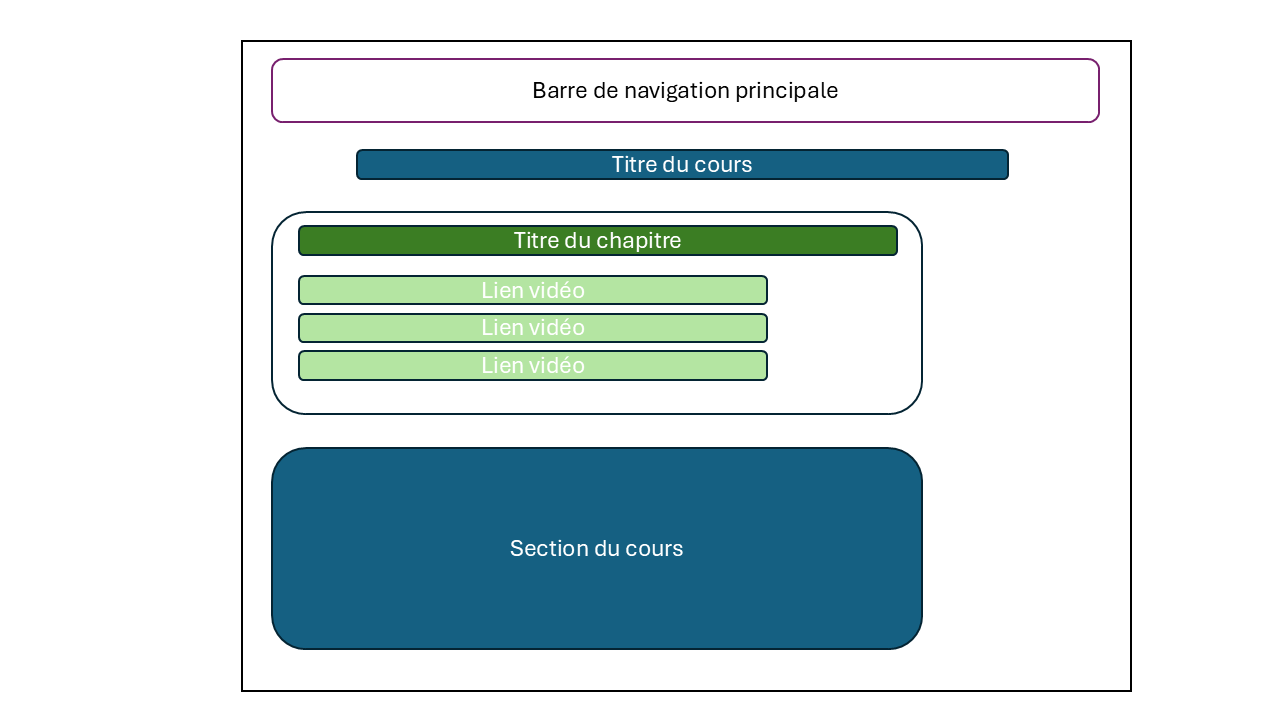 Barre de navigation principale
Titre du cours
Titre du chapitre
Lien vidéo
Lien vidéo
Lien vidéo
Section du cours